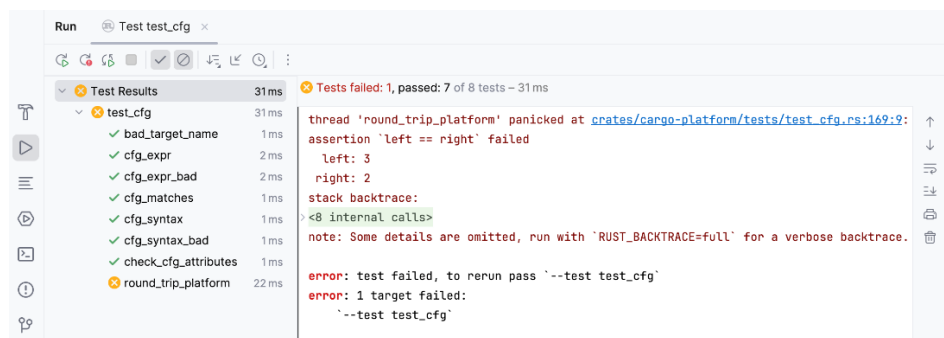 Run Test test_cfg
Test Results 31 ms
test_cfg 31 ms
bad_target_name 1 ms
cfg_expr 2 ms
cfg_expr_bad 2 ms
cfg_matches 1 ms
cfg_syntax 1 ms
cfg_syntax_bad 1 ms
check_cfg_attributes 1 ms
round_trip_platform 22 ms
Tests failed: 1, passed: 7 of 8 tests – 31 ms
thread 'round_trip_platform' panicked at crates/cargo-platform/tests/test_cfg.rs:169:9:
assertion `left == right` failed
left: 3
right: 2
stack backtrace:
<8 internal calls>
note: Some details are omitted, run with `RUST_BACKTRACE=full` for a verbose backtrace.
error: test failed, to rerun pass `--test test_cfg`
error: 1 target failed:
`--test test_cfg`